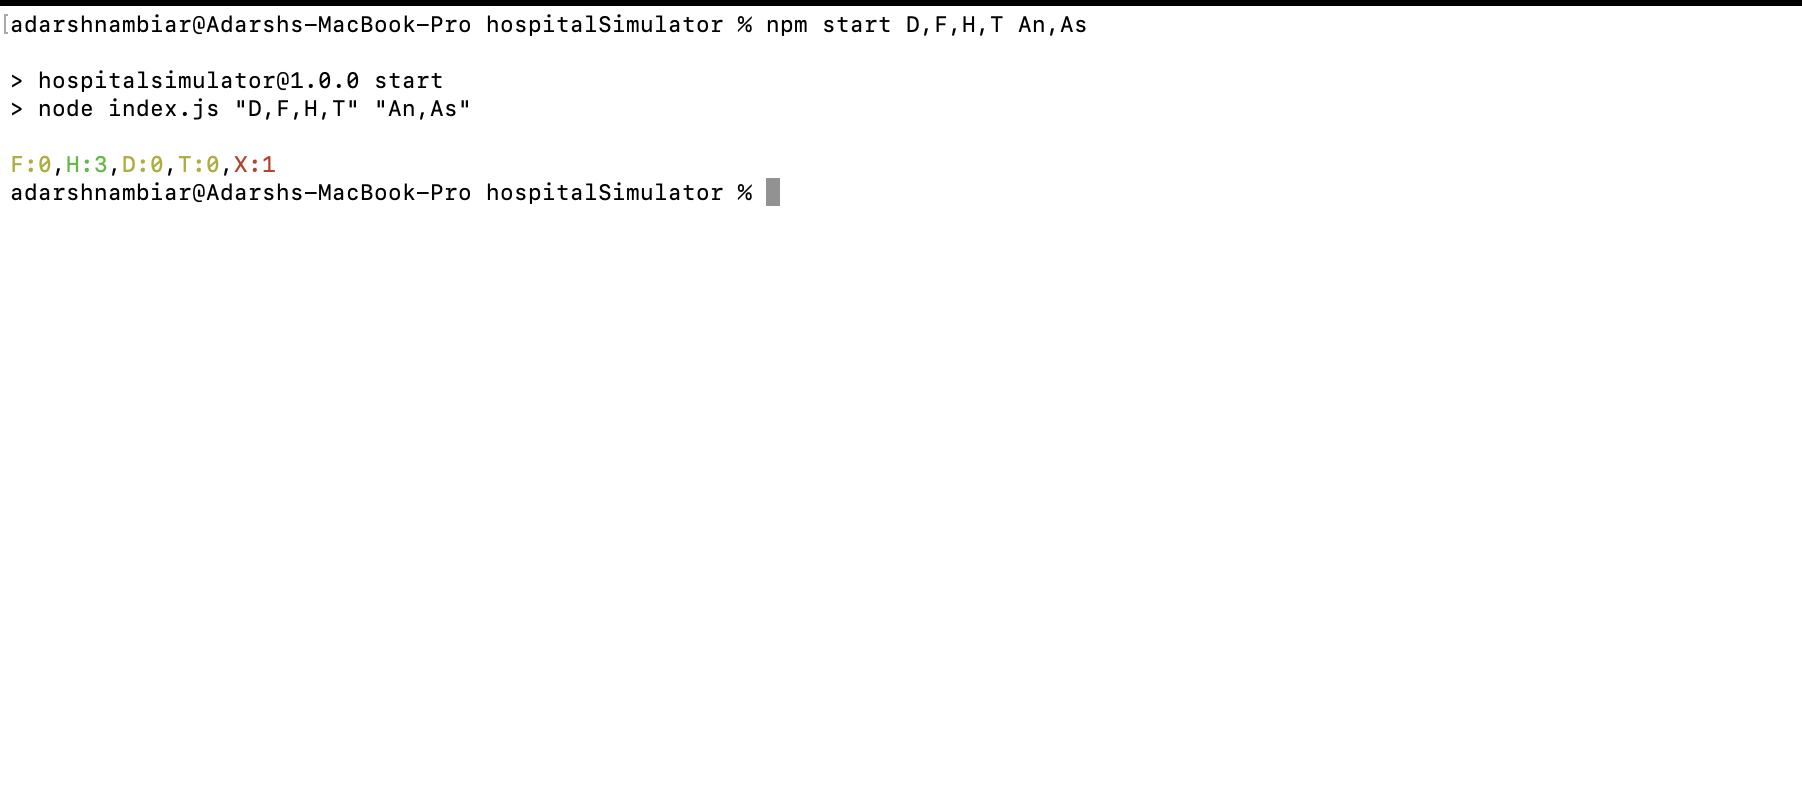 [adarshnambiar@Adarshs-MacBook-Pro hospitalSimulator % npm start D,F,H,T An,As
> hospitalsimulator@1.0.0 start
> node index.js "D,F,H,T" "An,As"
F:0,H:3,D:0,T:0,X:1
adarshnambiar@Adarshs-MacBook-Pro hospitalSimulator %